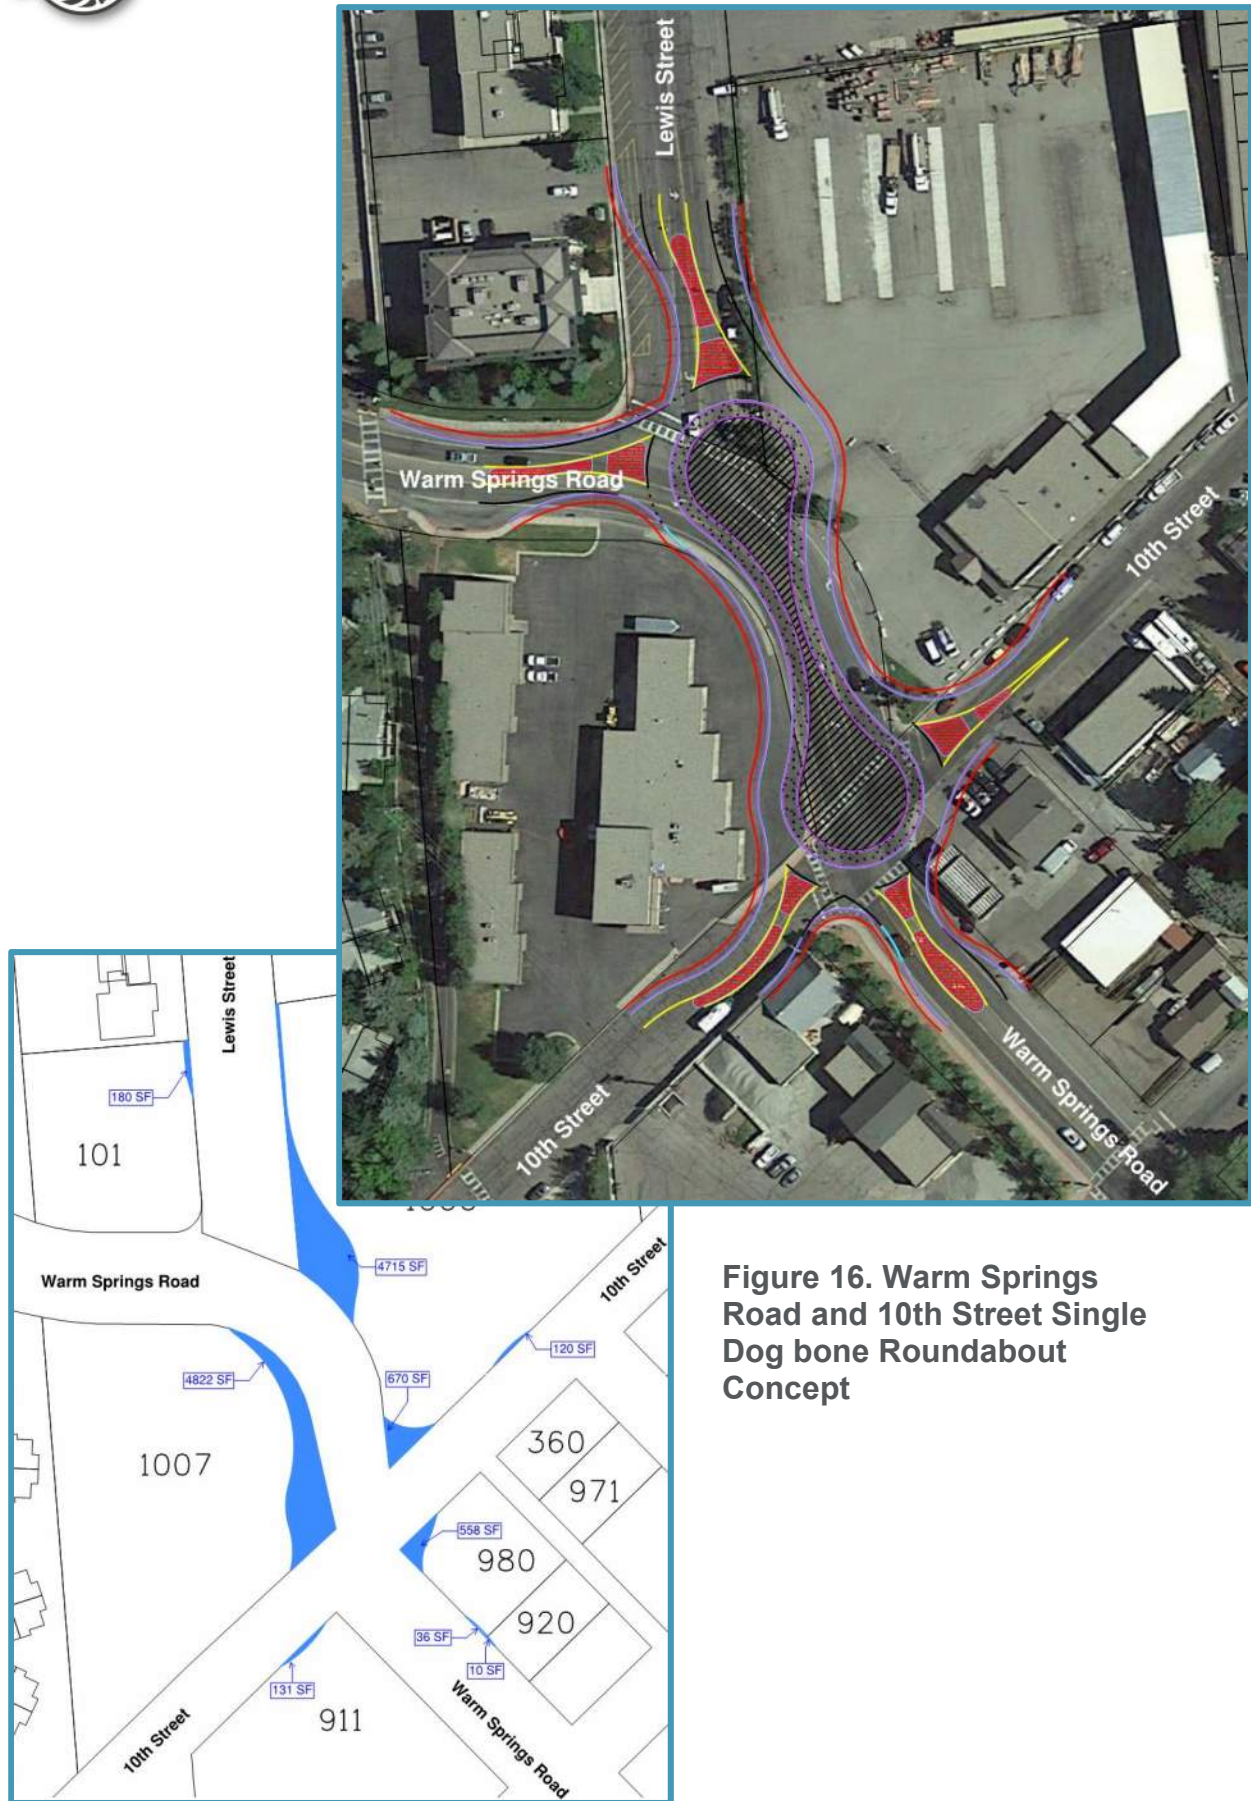 Lewis Street
Warm Springs Road
10th Street
10th Street
Warm Springs Road
Lewis Street
180 SF
101
4715 SF
Warm Springs Road
10th Street
120 SF
4822 SF
670 SF
1007
360
971
558 SF
980
920
36 SF
10 SF
131 SF
911
10th Street
Warm Springs Road
Figure 16. Warm Springs
Road and 10th Street Single
Dog bone Roundabout
Concept